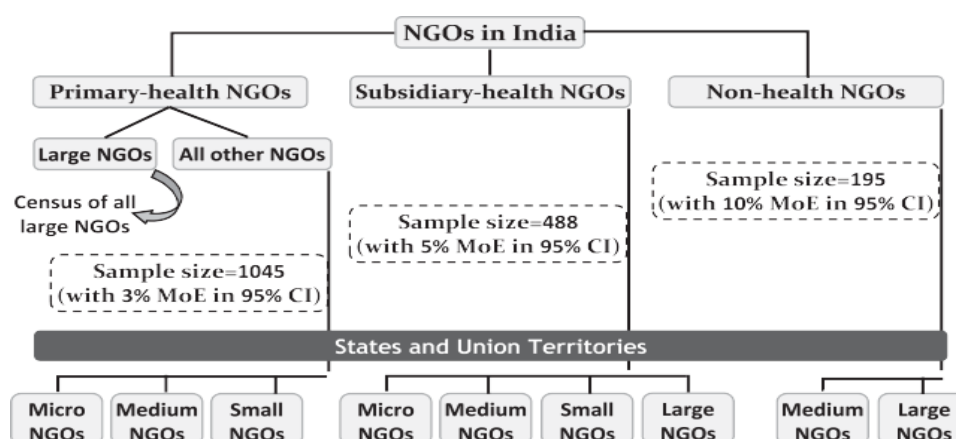 NGOs in India
Primary-health NGOs
Subsidiary-health NGOs
Non-health NGOs
Large NGOs
All other NGOs
Census of all
large NGOs
Sample size=1045
(with 3% MoE in 95% CI)
Sample size=488
(with 5% MoE in 95% CI)
Sample size=195
(with 10% MoE in 95% CI)
States and Union Territories
Micro
NGOs
Medium
NGOs
Small
NGOs
Micro
NGOs
Medium
NGOs
Small
NGOs
Large
NGOs
Medium
NGOs
Large
NGOs